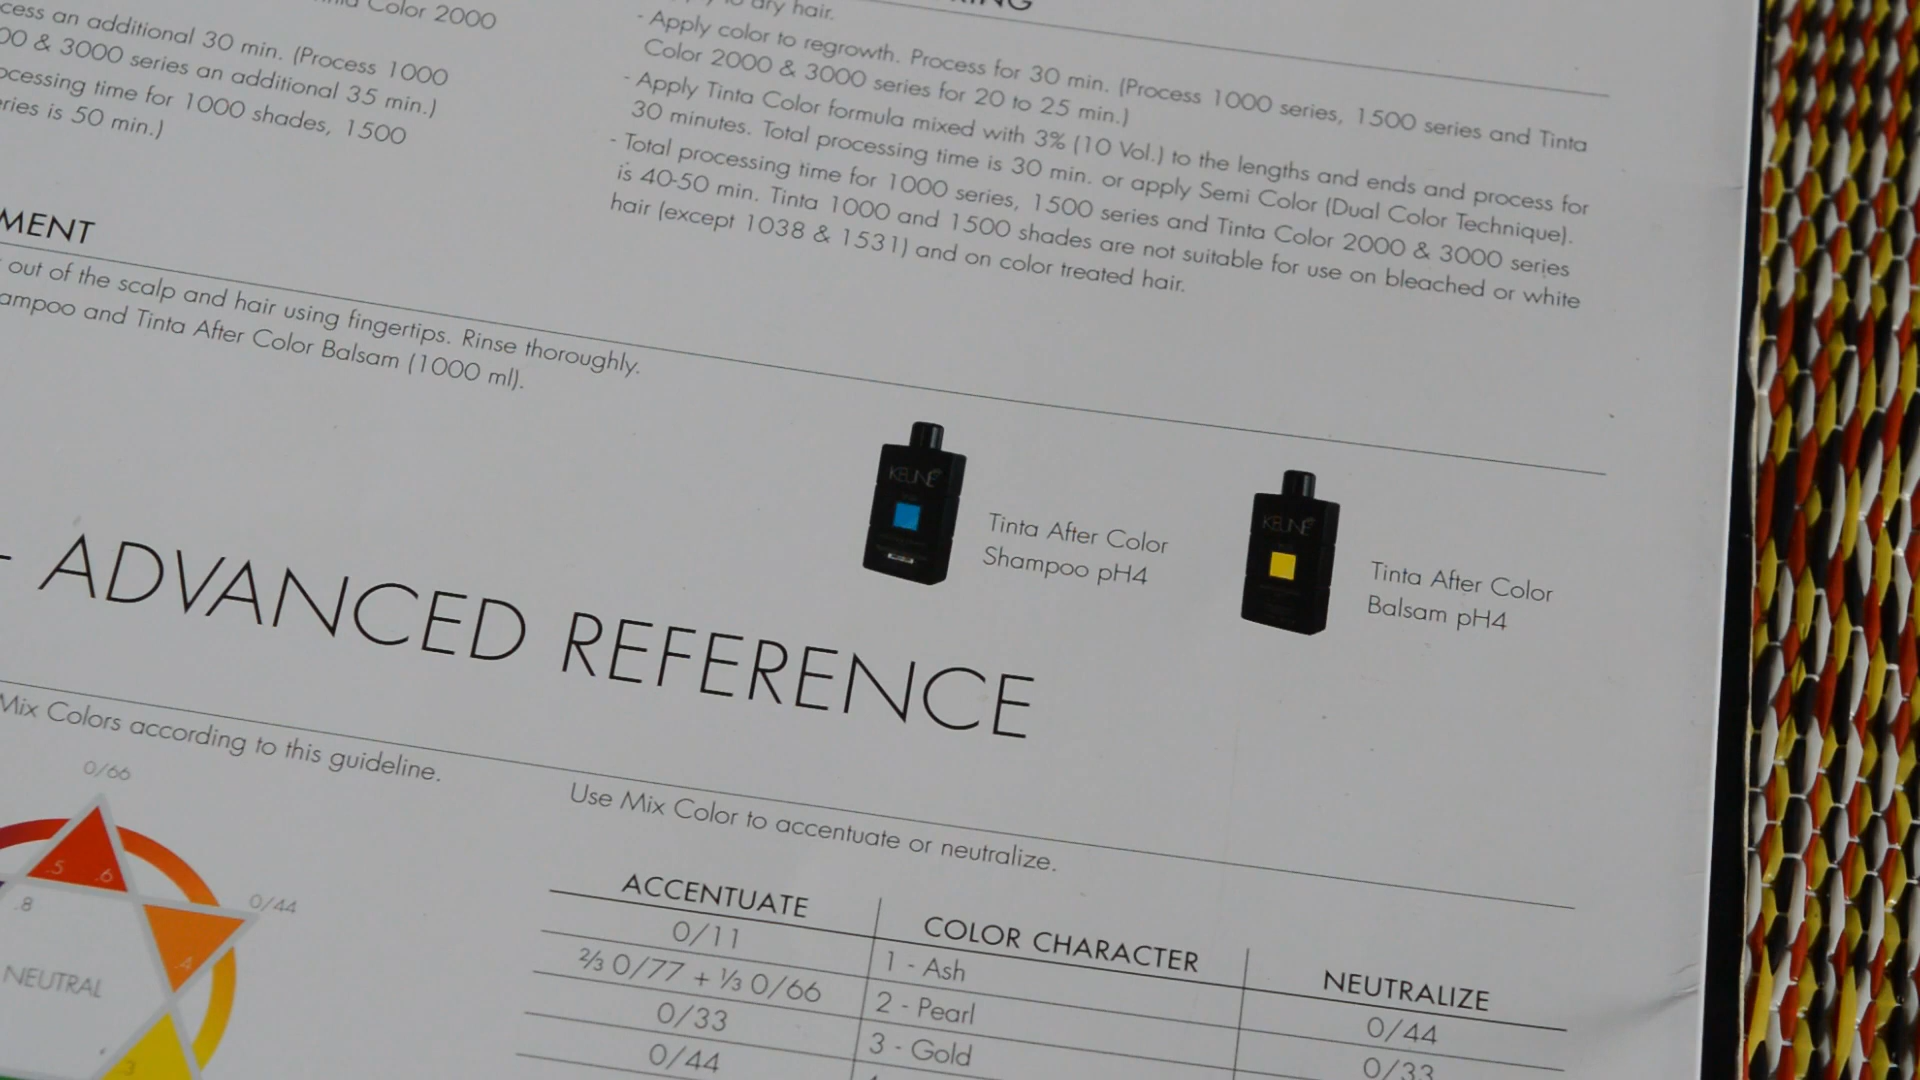 Color 2000
cess an additional 30 min. (Process 1000
00 & 3000 series an additional 35 min.)
ocessing time for 1000 shades, 1500
ries is 50 min.)
dry hair.
- Apply color to regrowth. Process for 30 min. (Process 1000 series, 1500 series and Tinta
Color 2000 & 3000 series for 20 to 25 min.)
- Apply Tinta Color formula mixed with 3% (10 Vol.) to the lengths and ends and process for
30 minutes. Total processing time is 30 min. or apply Semi Color (Dual Color Technique).
- Total processing time for 1000 series, 1500 series and Tinta Color 2000 & 3000 series
is 40-50 min. Tinta 1000 and 1500 shades are not suitable for use on bleached or white
hair (except 1038 & 1531) and on color treated hair.
MENT
out of the scalp and hair using fingertips. Rinse thoroughly.
ampoo and Tinta After Color Balsam (1000 ml).
KEUNE
Tinta After Color
Shampoo pH4
KEUNE
Tinta After Color
Balsam pH4
- ADVANCED REFERENCE
Mix Colors according to this guideline.
0/66
.5 .6
0/44
.8
.4
NEUTRAL
.3
Use Mix Color to accentuate or neutralize.
ACCENTUATE COLOR CHARACTER NEUTRALIZE
0/11 1 - Ash 0/44
⅔ 0/77 + ⅓ 0/66 2 - Pearl 0/33
0/33 3 - Gold
0/44